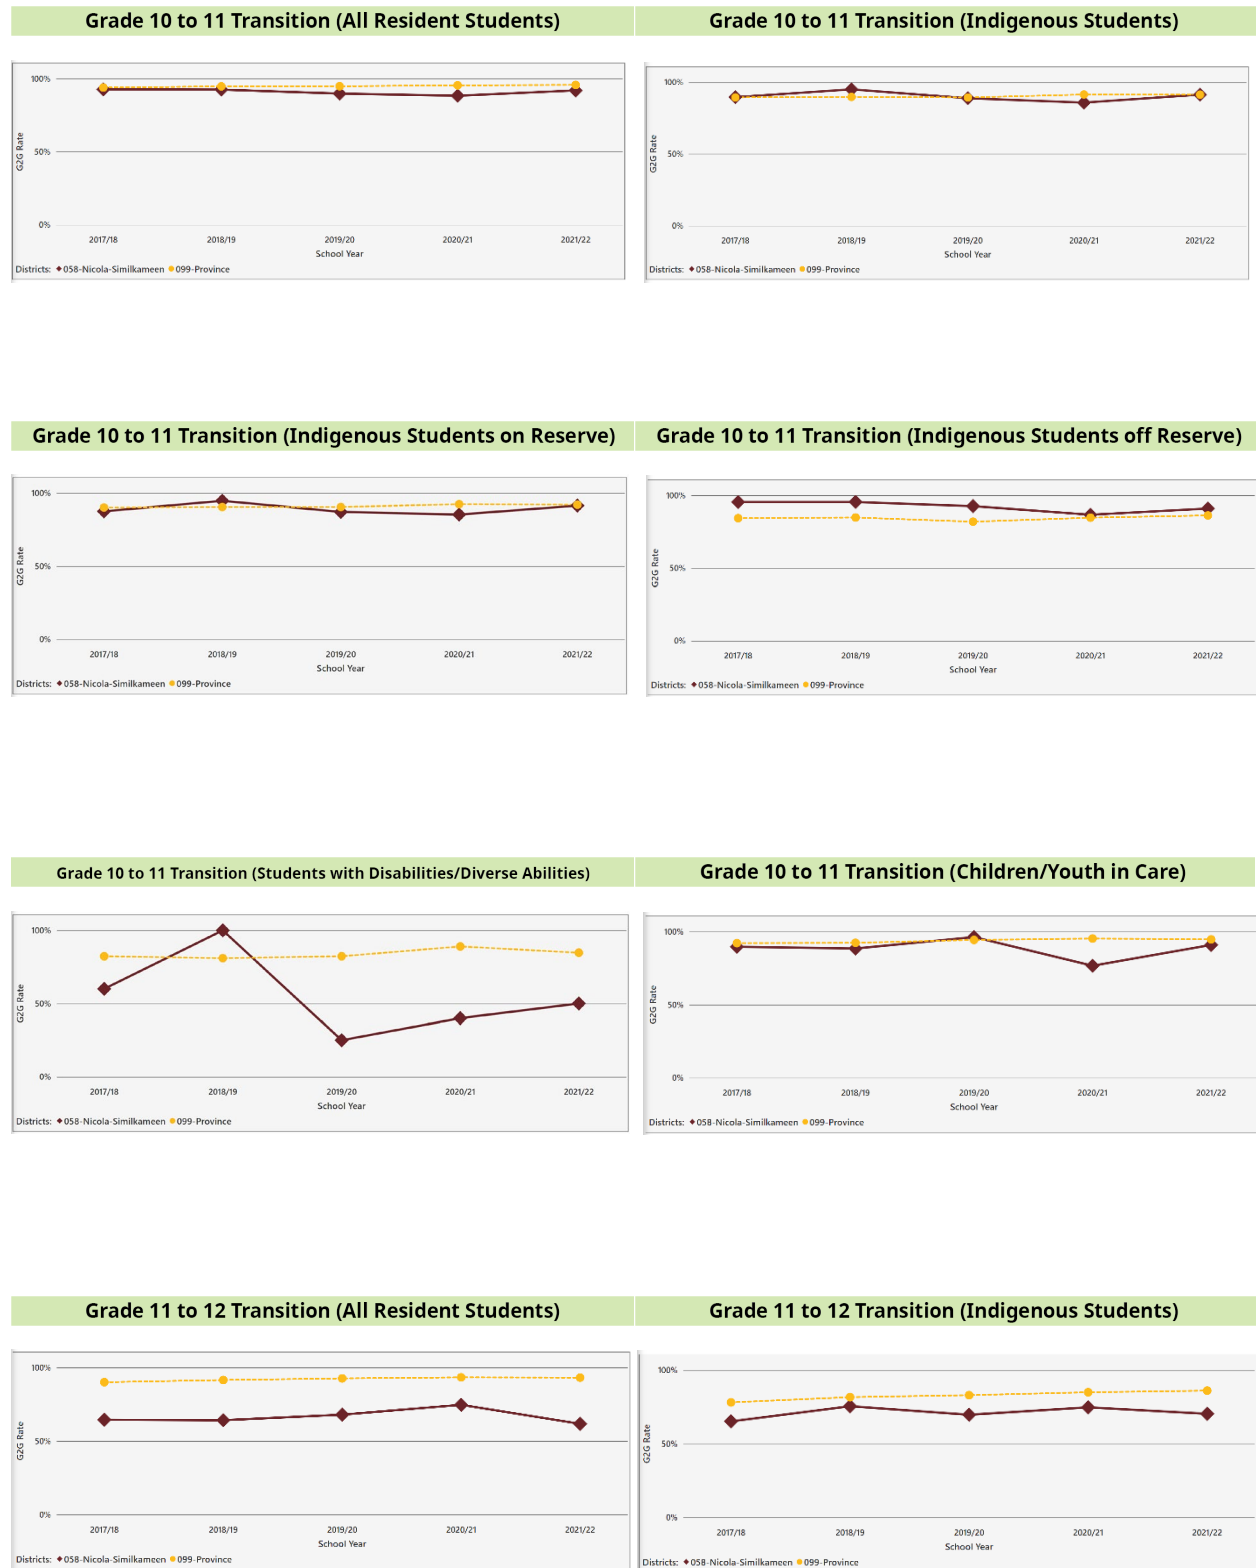 Grade 10 to 11 Transition (All Resident Students)
100%
50%
0%
G2G Rate
2017/18 2018/19 2019/20 2020/21 2021/22
School Year
Districts: 058-Nicola-Similkameen 099-Province
Grade 10 to 11 Transition (Indigenous Students)
100%
50%
0%
G2G Rate
2017/18 2018/19 2019/20 2020/21 2021/22
School Year
Districts: 058-Nicola-Similkameen 099-Province
Grade 10 to 11 Transition (Indigenous Students on Reserve)
100%
50%
0%
G2G Rate
2017/18 2018/19 2019/20 2020/21 2021/22
School Year
Districts: 058-Nicola-Similkameen 099-Province
Grade 10 to 11 Transition (Indigenous Students off Reserve)
100%
50%
0%
G2G Rate
2017/18 2018/19 2019/20 2020/21 2021/22
School Year
Districts: 058-Nicola-Similkameen 099-Province
Grade 10 to 11 Transition (Students with Disabilities/Diverse Abilities)
100%
50%
0%
G2G Rate
2017/18 2018/19 2019/20 2020/21 2021/22
School Year
Districts: 058-Nicola-Similkameen 099-Province
Grade 10 to 11 Transition (Children/Youth in Care)
100%
50%
0%
G2G Rate
2017/18 2018/19 2019/20 2020/21 2021/22
School Year
Districts: 058-Nicola-Similkameen 099-Province
Grade 11 to 12 Transition (All Resident Students)
100%
50%
0%
G2G Rate
2017/18 2018/19 2019/20 2020/21 2021/22
School Year
Districts: 058-Nicola-Similkameen 099-Province
Grade 11 to 12 Transition (Indigenous Students)
100%
50%
0%
G2G Rate
2017/18 2018/19 2019/20 2020/21 2021/22
School Year
Districts: 058-Nicola-Similkameen 099-Province